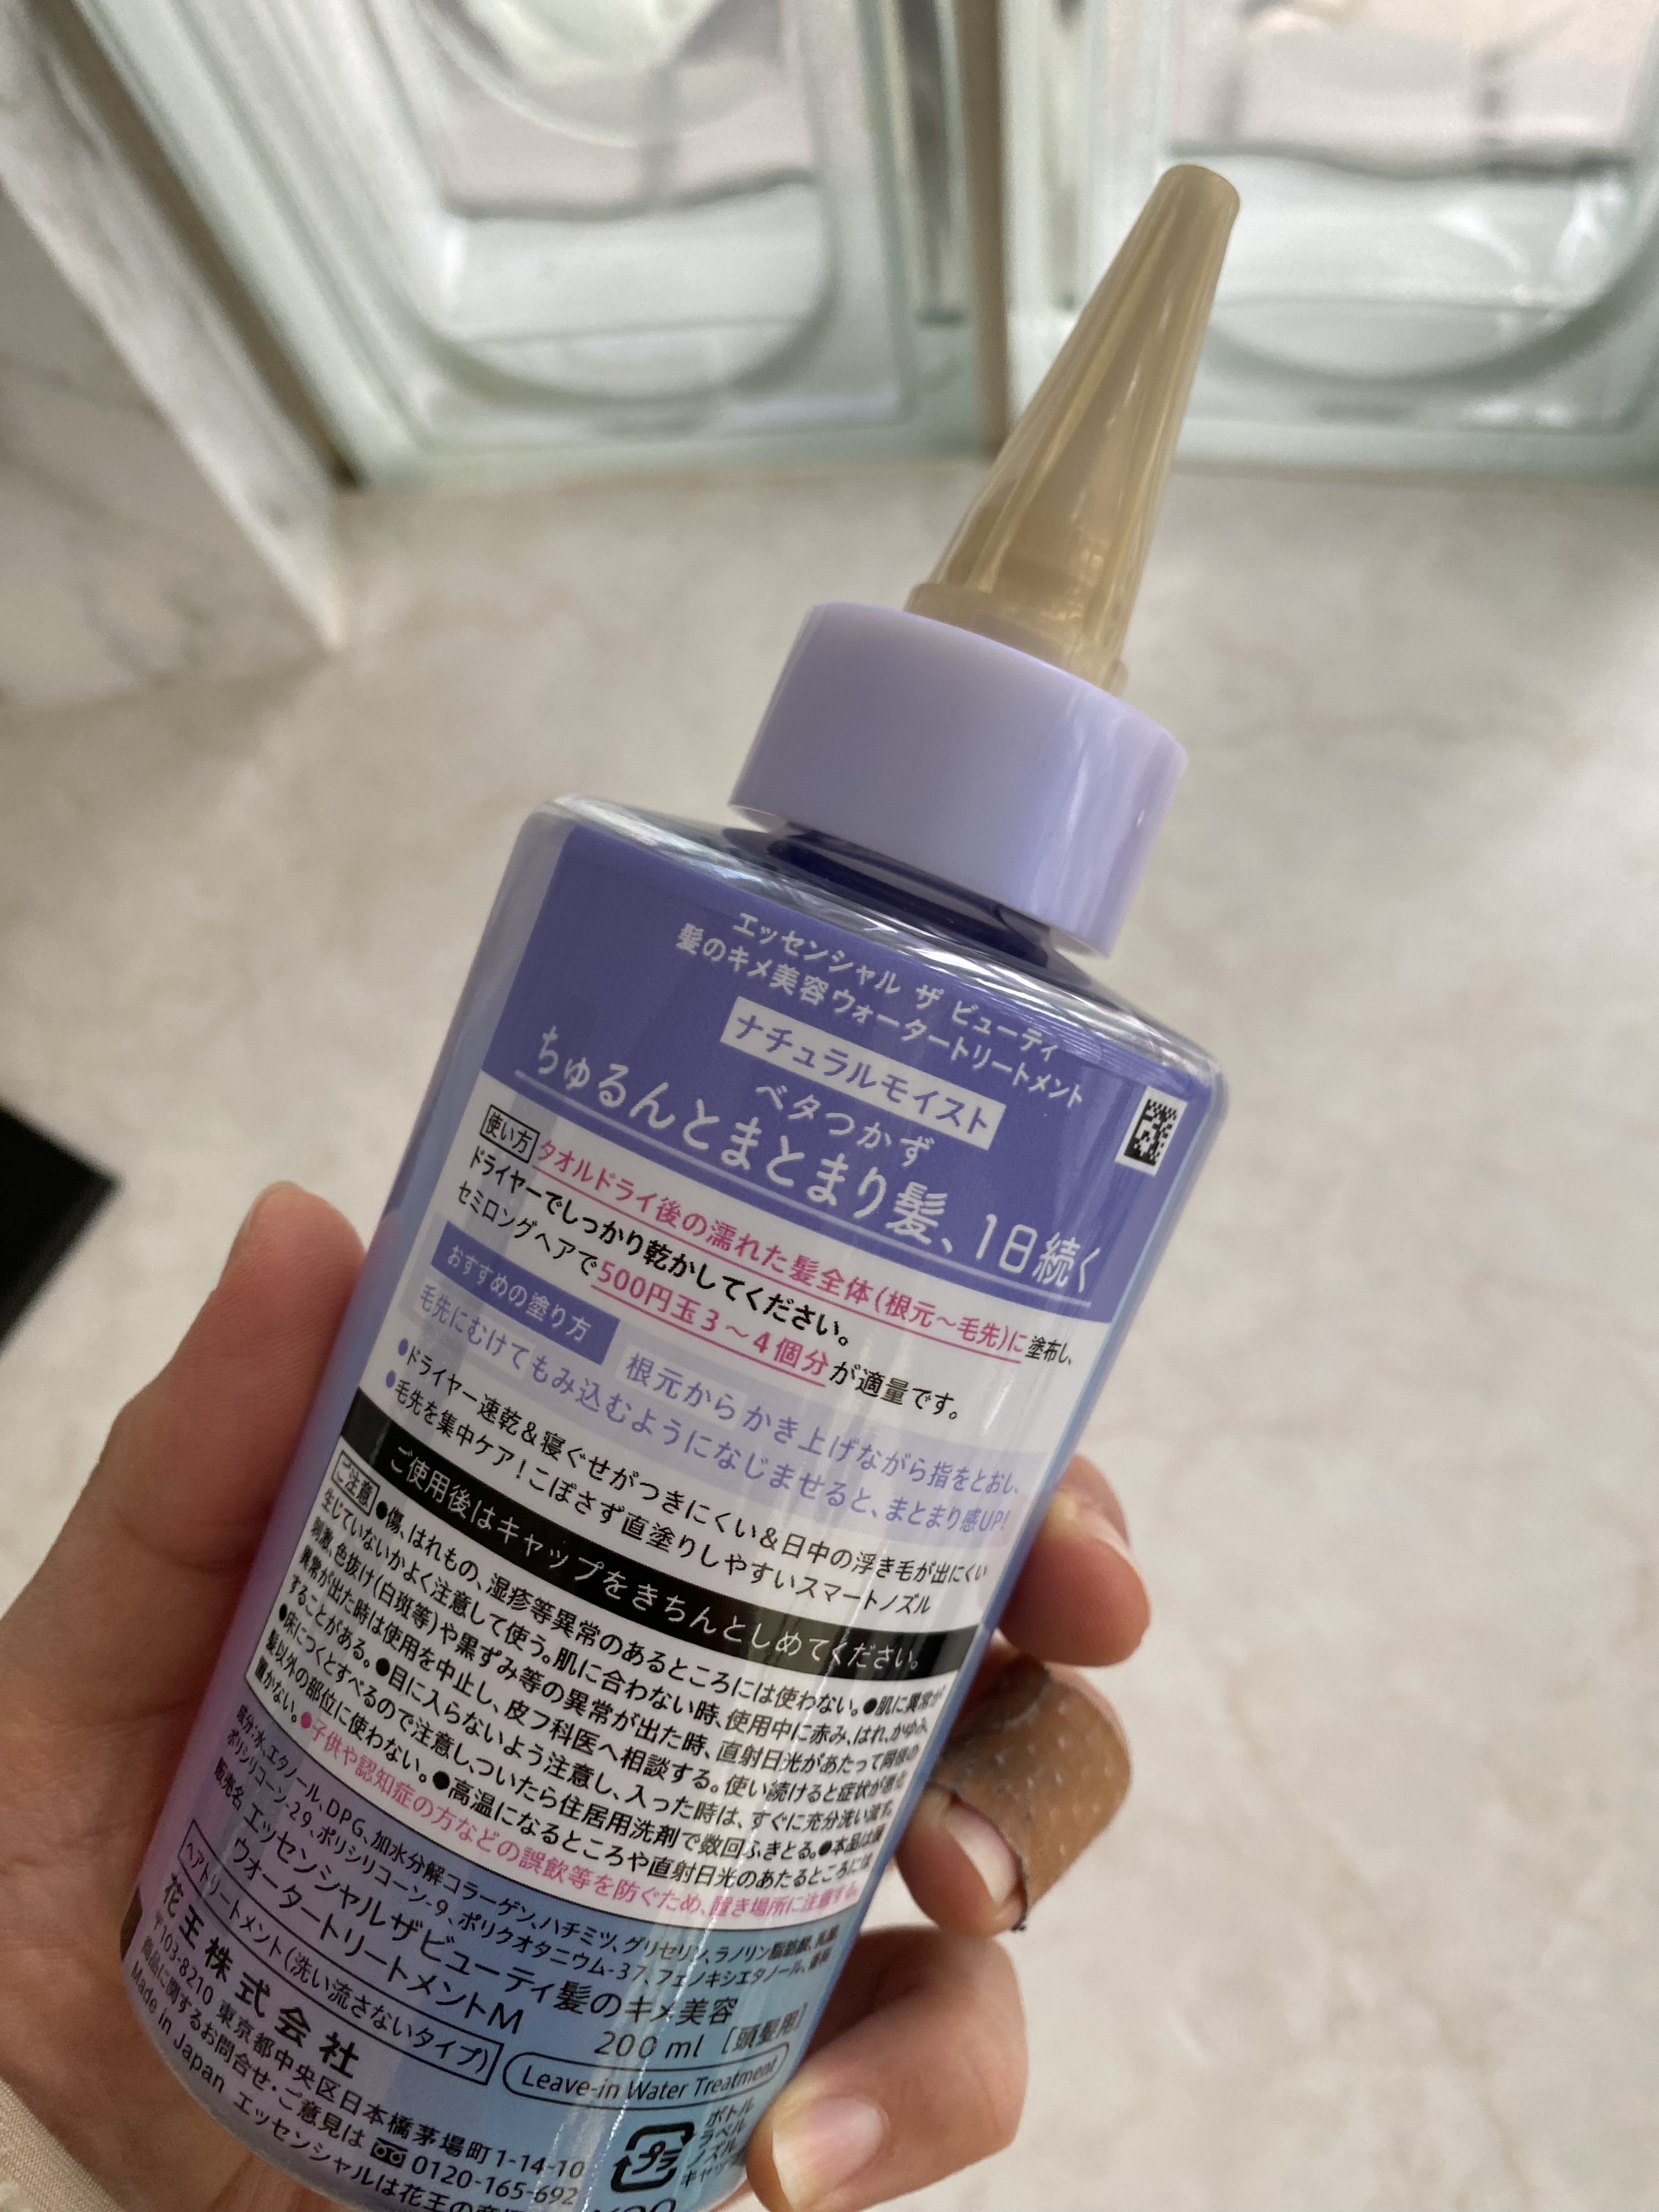 エッセンシャル ザ ビューティ
髪のキメ美容ウォータートリートメント
ナチュラルモイスト
ベタつかず
ちゅるんとまとまり髪、1日続く
使い方 タオルドライ後の濡れた髪全体(根元〜毛先)に塗布し、
ドライヤーでしっかり乾かしてください。
セミロングヘアで500円玉3〜4個分が適量です。
おすすめの塗り方 根元からかき上げながら指をとおし、
毛先にむけてもみ込むようになじませると、まとまり感UP!
●ドライヤー速乾&寝ぐせがつきにくい&日中の浮き毛が出にくい
●毛先を集中ケア!こぼさず直塗りしやすいスマートノズル
ご使用後はキャップをきちんとしめてください。
ご注意 ●傷、はれもの、湿疹等異常のあるところには使わない。●肌に異常が
生じていないかよく注意して使う。肌に合わない時、使用中に赤み、はれ、かゆみ、
刺激、色抜け(白斑等)や黒ずみ等の異常が出た時、直射日光があたって同様の
異常が出た時は使用を中止し、皮フ科医へ相談する。使い続けると症状が悪化
することがある。●目に入らないよう注意し、入った時は、すぐに充分洗い流す。
●床につくとすべるので注意し、ついたら住居用洗剤で数回ふきとる。●本品は頭
髪以外の部位に使わない。●高温になるところや直射日光のあたるところには
置かない。●子供や認知症の方などの誤飲等を防ぐため、置き場所に注意する。
成分:水、エタノール、DPG、加水分解コラーゲン、ハチミツ、グリセリン、ラノリン脂肪酸、乳酸、
ポリシリコーン-29、ポリシリコーン-9、ポリクオタニウム-37、フェノキシエタノール、香料
販売名 エッセンシャルザビューティ髪のキメ美容
ウォータートリートメントM
200 ml [頭髪用]
ヘアトリートメント(洗い流さないタイプ)
Leave-in Water Treatment
花王株式会社
〒103-8210 東京都中央区日本橋茅場町1-14-10
商品に関するお問合せ・ご意見は 0120-165-692
Made in Japan エッセンシャルは花王の
プラ
ボトル
ラベル
ノズル
キャップ